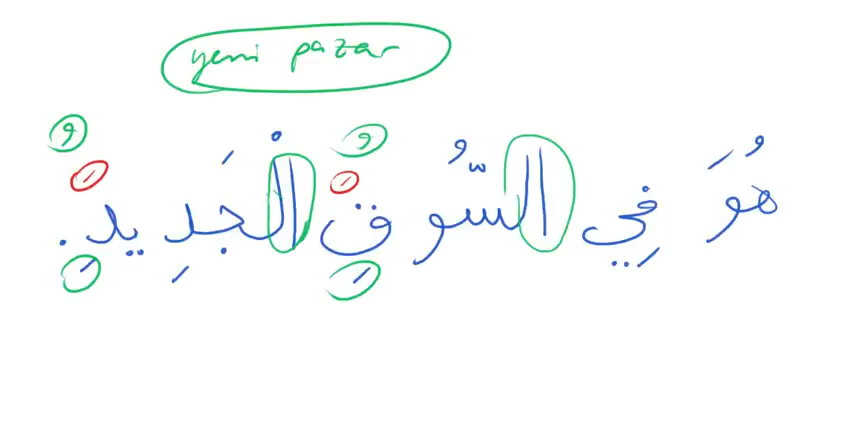 yeni pazar
هُوَ فِي السُّوقِ الْجَدِيدِ.